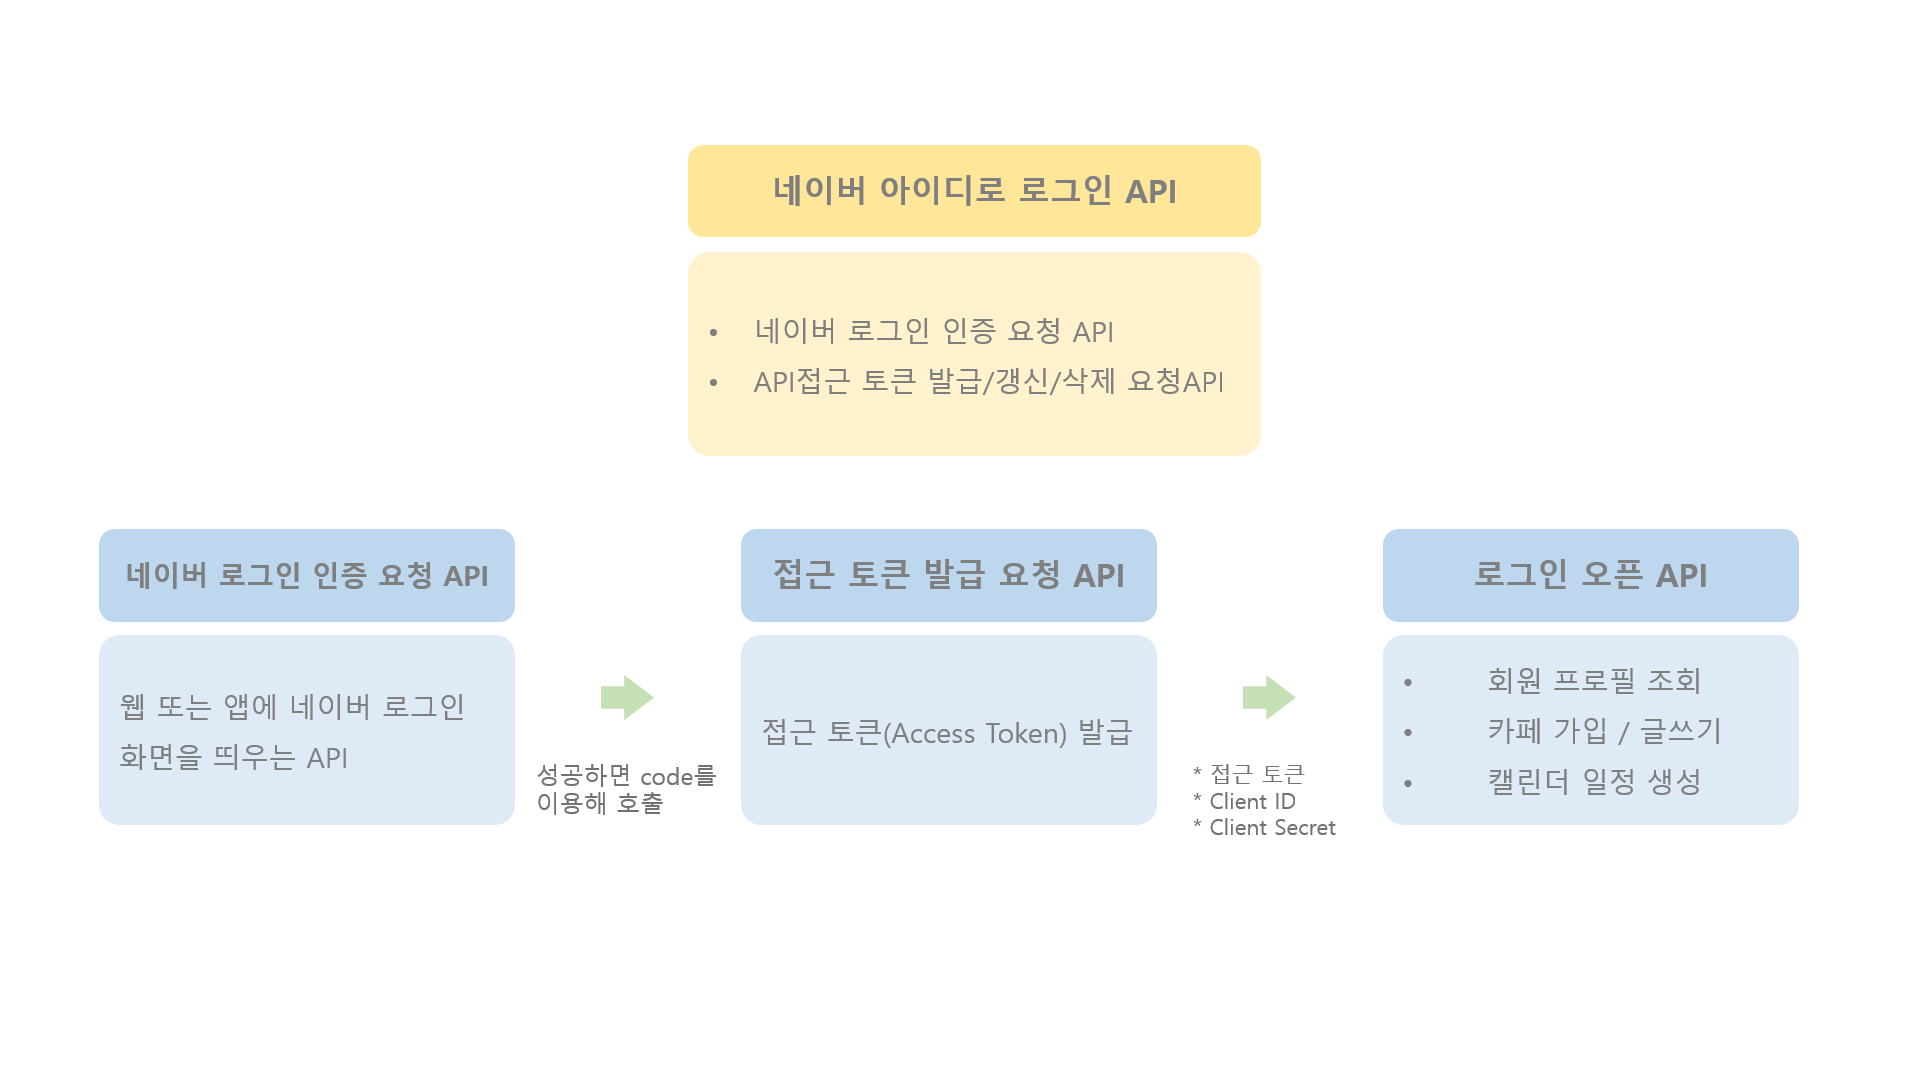 네이버 아이디로 로그인 API
• 네이버 로그인 인증 요청 API
• API접근 토큰 발급/갱신/삭제 요청API
네이버 로그인 인증 요청 API
웹 또는 앱에 네이버 로그인
화면을 띄우는 API
성공하면 code를
이용해 호출
접근 토큰 발급 요청 API
접근 토큰(Access Token) 발급
* 접근 토큰
* Client ID
* Client Secret
로그인 오픈 API
• 회원 프로필 조회
• 카페 가입 / 글쓰기
• 캘린더 일정 생성